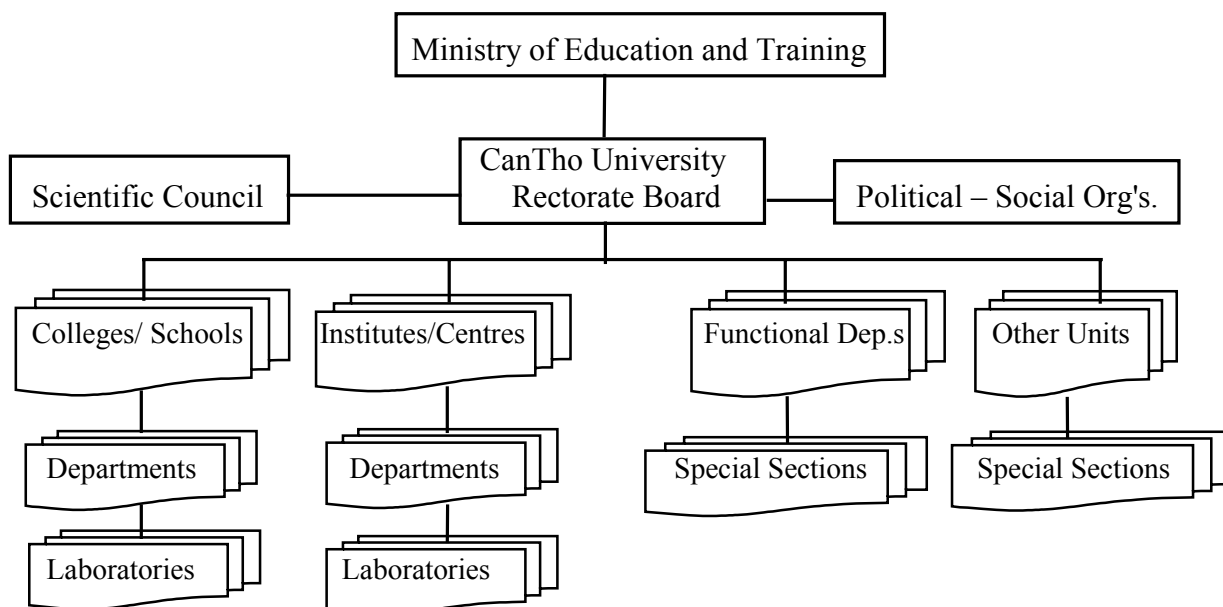 Ministry of Education and Training
CanTho University
Rectorate Board
Scientific Council
Political – Social Org's.
Colleges/ Schools
Institutes/Centres
Functional Dep.s
Other Units
Departments
Departments
Special Sections
Special Sections
Laboratories
Laboratories